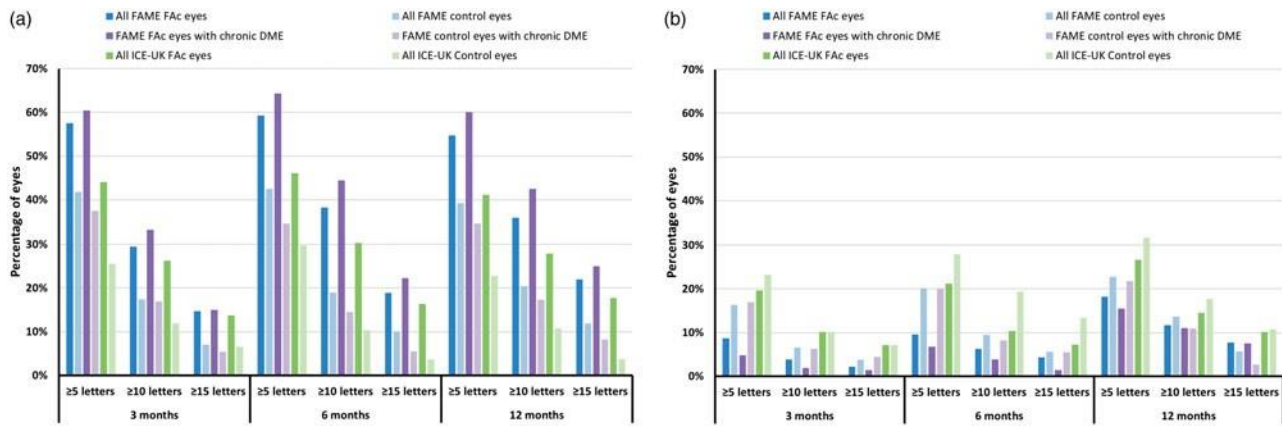 (a)
All FAME FAc eyes
All FAME control eyes
FAME FAc eyes with chronic DME
FAME control eyes with chronic DME
All ICE-UK FAc eyes
All ICE-UK Control eyes
70%
60%
50%
40%
30%
20%
10%
0%
Percentage of eyes
≥5 letters ≥10 letters ≥15 letters ≥5 letters ≥10 letters ≥15 letters ≥5 letters ≥10 letters ≥15 letters
3 months 6 months 12 months
(b)
All FAME FAc eyes
All FAME control eyes
FAME FAc eyes with chronic DME
FAME control eyes with chronic DME
All ICE-UK FAc eyes
All ICE-UK Control eyes
70%
60%
50%
40%
30%
20%
10%
0%
Percentage of eyes
≥5 letters ≥10 letters ≥15 letters ≥5 letters ≥10 letters ≥15 letters ≥5 letters ≥10 letters ≥15 letters
3 months 6 months 12 months